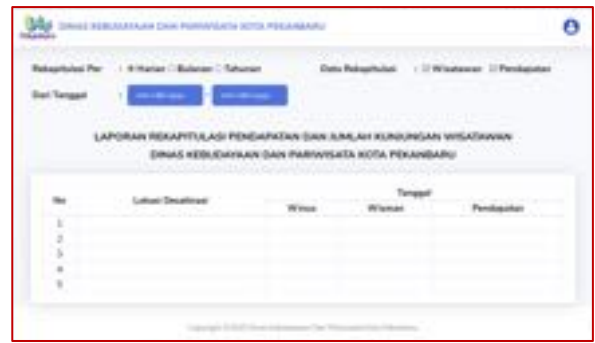 DINAS KEBUDAYAAN DAN PARIWISATA KOTA PEKANBARU
Rekapitulasi Per : Harian Bulanan Tahunan Data Rekapitulasi : Wisatawan Pendapatan
Dari Tanggal :
LAPORAN REKAPITULASI PENDAPATAN DAN JUMLAH KUNJUNGAN WISATAWAN
DINAS KEBUDAYAAN DAN PARIWISATA KOTA PEKANBARU
No Lokasi Destinasi Tanggal
Winus Wisman Pendapatan
1
2
3
4
5